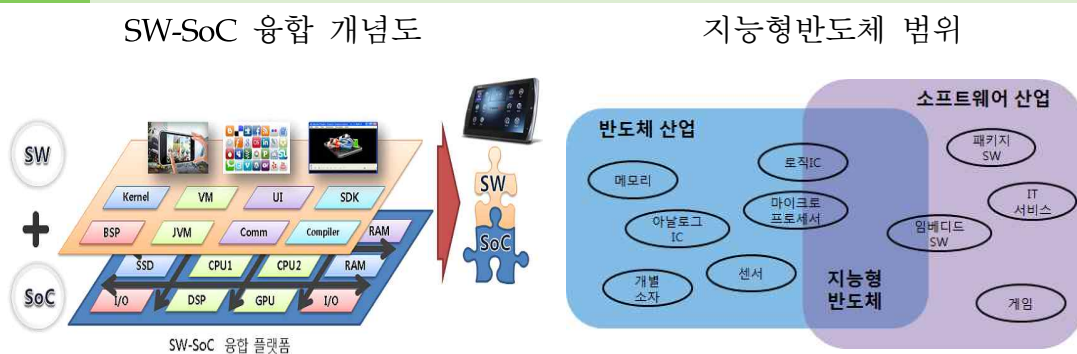 SW-SoC 융합 개념도
지능형반도체 범위
SW
+
SoC
Kernel
VM
UI
SDK
BSP
JVM
Comm
Compiler
RAM
SSD
CPU1
CPU2
RAM
I/O
DSP
GPU
I/O
SW-SoC 융합 플랫폼
SW
SoC
반도체 산업
소프트웨어 산업
메모리
로직IC
마이크로
프로세서
아날로그
IC
개별
소자
센서
지능형
반도체
패키지
SW
IT
서비스
임베디드
SW
게임